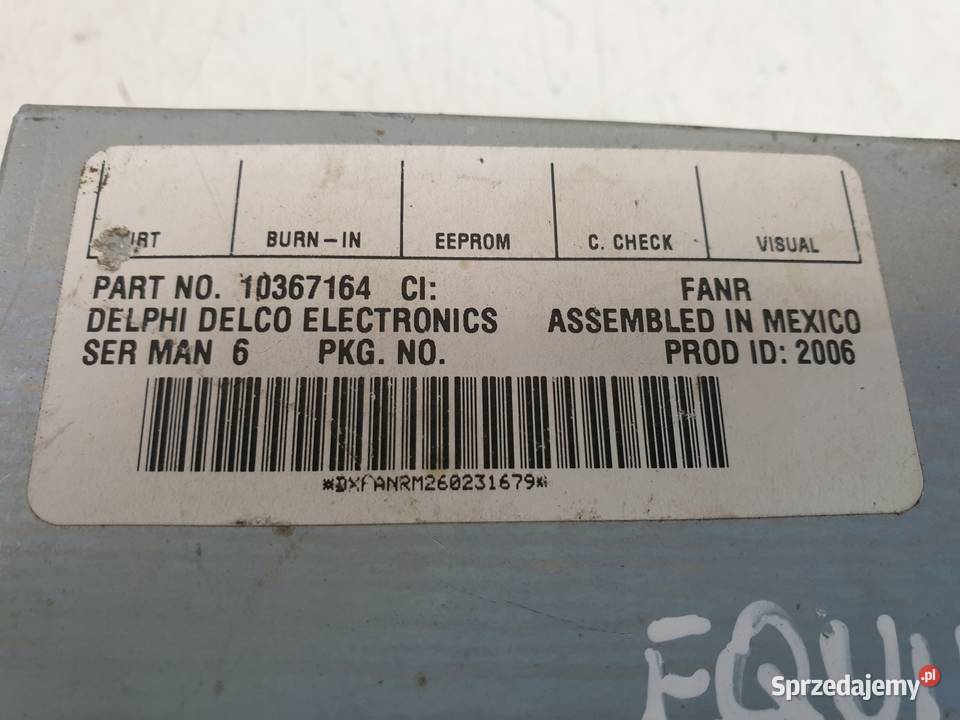 BURN-IN EEPROM C. CHECK VISUAL
PART NO. 10367164 CI: FANR
DELPHI DELCO ELECTRONICS ASSEMBLED IN MEXICO
SER MAN 6 PKG. NO. PROD ID: 2006
*DXFANRM260231679*
Sprzedajemy.pl